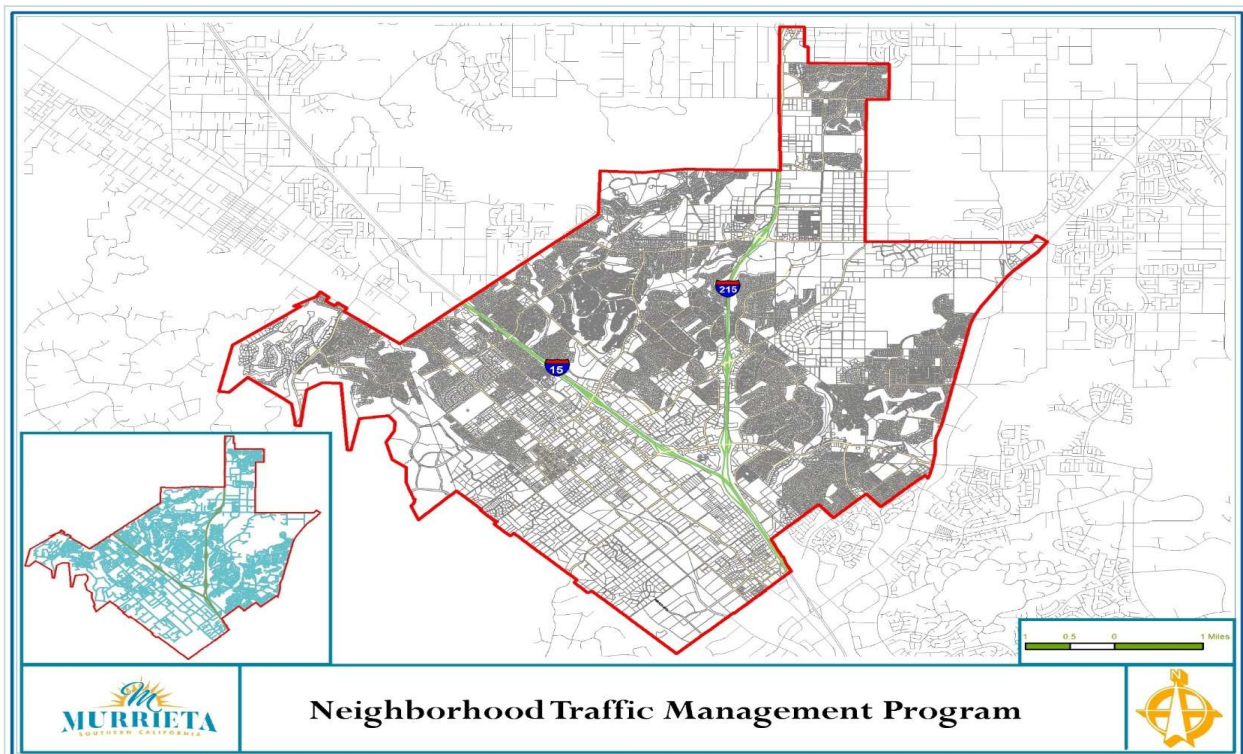 215
15
1 0.5 0 1 Miles
MURRIETA
SOUTHERN CALIFORNIA
Neighborhood Traffic Management Program
N